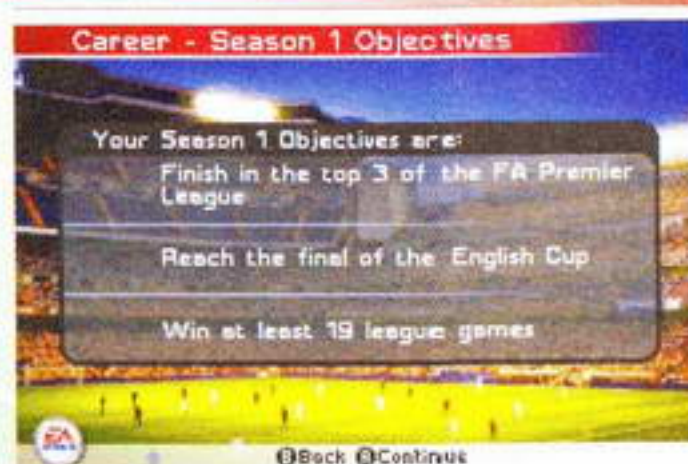 Career - Season 1 Objectives
Your Season 1 Objectives are:
Finish in the top 3 of the FA Premier
League
Reach the final of the English Cup
Win at least 19 league games
EA
Back Continue